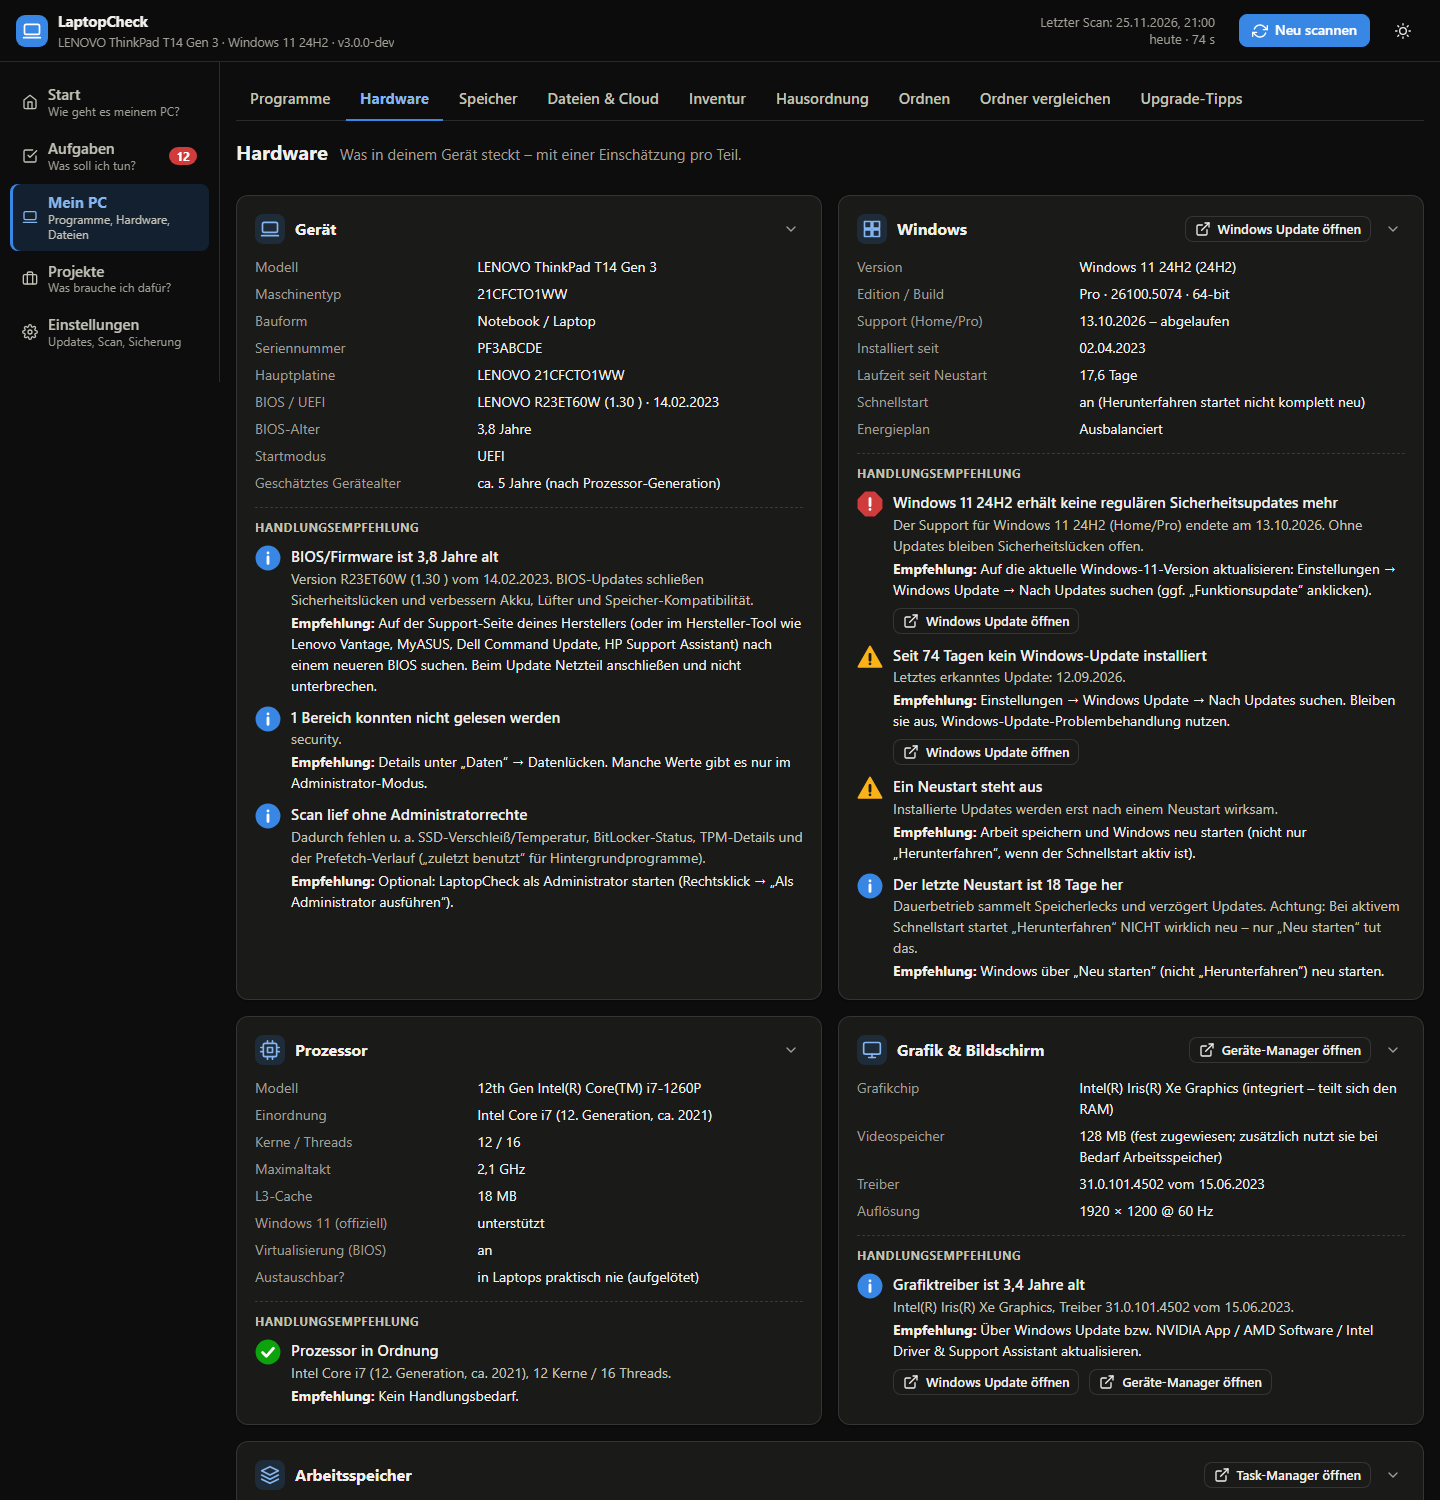 LaptopCheck
LENOVO ThinkPad T14 Gen 3 · Windows 11 24H2 · v3.0.0-dev
Letzter Scan: 25.11.2026, 21:00
heute · 74 s
Neu scannen
Start
Wie geht es meinem PC?
Aufgaben
Was soll ich tun?
12
Mein PC
Programme, Hardware,
Dateien
Projekte
Was brauche ich dafür?
Einstellungen
Updates, Scan, Sicherung
Programme
Hardware
Speicher
Dateien & Cloud
Inventur
Hausordnung
Ordnen
Ordner vergleichen
Upgrade-Tipps
Hardware Was in deinem Gerät steckt – mit einer Einschätzung pro Teil.
Gerät
Modell LENOVO ThinkPad T14 Gen 3
Maschinentyp 21CFCTO1WW
Bauform Notebook / Laptop
Seriennummer PF3ABCDE
Hauptplatine LENOVO 21CFCTO1WW
BIOS / UEFI LENOVO R23ET60W (1.30 ) · 14.02.2023
BIOS-Alter 3,8 Jahre
Startmodus UEFI
Geschätztes Gerätealter ca. 5 Jahre (nach Prozessor-Generation)
HANDLUNGSEMPFEHLUNG
BIOS/Firmware ist 3,8 Jahre alt
Version R23ET60W (1.30 ) vom 14.02.2023. BIOS-Updates schließen
Sicherheitslücken und verbessern Akku, Lüfter und Speicher-Kompatibilität.
Empfehlung: Auf der Support-Seite deines Herstellers (oder im Hersteller-Tool wie
Lenovo Vantage, MyASUS, Dell Command Update, HP Support Assistant) nach
einem neueren BIOS suchen. Beim Update Netzteil anschließen und nicht
unterbrechen.
1 Bereich konnten nicht gelesen werden
security.
Empfehlung: Details unter „Daten“ → Datenlücken. Manche Werte gibt es nur im
Administrator-Modus.
Scan lief ohne Administratorrechte
Dadurch fehlen u. a. SSD-Verschleiß/Temperatur, BitLocker-Status, TPM-Details und
der Prefetch-Verlauf („zuletzt benutzt“ für Hintergrundprogramme).
Empfehlung: Optional: LaptopCheck als Administrator starten (Rechtsklick → „Als
Administrator ausführen“).
Windows
Windows Update öffnen
Version Windows 11 24H2 (24H2)
Edition / Build Pro · 26100.5074 · 64-bit
Support (Home/Pro) 13.10.2026 – abgelaufen
Installiert seit 02.04.2023
Laufzeit seit Neustart 17,6 Tage
Schnellstart an (Herunterfahren startet nicht komplett neu)
Energieplan Ausbalanciert
HANDLUNGSEMPFEHLUNG
Windows 11 24H2 erhält keine regulären Sicherheitsupdates mehr
Der Support für Windows 11 24H2 (Home/Pro) endete am 13.10.2026. Ohne
Updates bleiben Sicherheitslücken offen.
Empfehlung: Auf die aktuelle Windows-11-Version aktualisieren: Einstellungen →
Windows Update → Nach Updates suchen (ggf. „Funktionsupdate“ anklicken).
Windows Update öffnen
Seit 74 Tagen kein Windows-Update installiert
Letztes erkanntes Update: 12.09.2026.
Empfehlung: Einstellungen → Windows Update → Nach Updates suchen. Bleiben
sie aus, Windows-Update-Problembehandlung nutzen.
Windows Update öffnen
Ein Neustart steht aus
Installierte Updates werden erst nach einem Neustart wirksam.
Empfehlung: Arbeit speichern und Windows neu starten (nicht nur
„Herunterfahren“, wenn der Schnellstart aktiv ist).
Der letzte Neustart ist 18 Tage her
Dauerbetrieb sammelt Speicherlecks und verzögert Updates. Achtung: Bei aktivem
Schnellstart startet „Herunterfahren“ NICHT wirklich neu – nur „Neu starten“ tut
das.
Empfehlung: Windows über „Neu starten“ (nicht „Herunterfahren“) neu starten.
Prozessor
Modell 12th Gen Intel(R) Core(TM) i7-1260P
Einordnung Intel Core i7 (12. Generation, ca. 2021)
Kerne / Threads 12 / 16
Maximaltakt 2,1 GHz
L3-Cache 18 MB
Windows 11 (offiziell) unterstützt
Virtualisierung (BIOS) an
Austauschbar? in Laptops praktisch nie (aufgelötet)
HANDLUNGSEMPFEHLUNG
Prozessor in Ordnung
Intel Core i7 (12. Generation, ca. 2021), 12 Kerne / 16 Threads.
Empfehlung: Kein Handlungsbedarf.
Grafik & Bildschirm
Geräte-Manager öffnen
Grafikchip Intel(R) Iris(R) Xe Graphics (integriert – teilt sich den
RAM)
Videospeicher 128 MB (fest zugewiesen; zusätzlich nutzt sie bei
Bedarf Arbeitsspeicher)
Treiber 31.0.101.4502 vom 15.06.2023
Auflösung 1920 × 1200 @ 60 Hz
HANDLUNGSEMPFEHLUNG
Grafiktreiber ist 3,4 Jahre alt
Intel(R) Iris(R) Xe Graphics, Treiber 31.0.101.4502 vom 15.06.2023.
Empfehlung: Über Windows Update bzw. NVIDIA App / AMD Software / Intel
Driver & Support Assistant aktualisieren.
Windows Update öffnen
Geräte-Manager öffnen
Arbeitsspeicher
Task-Manager öffnen